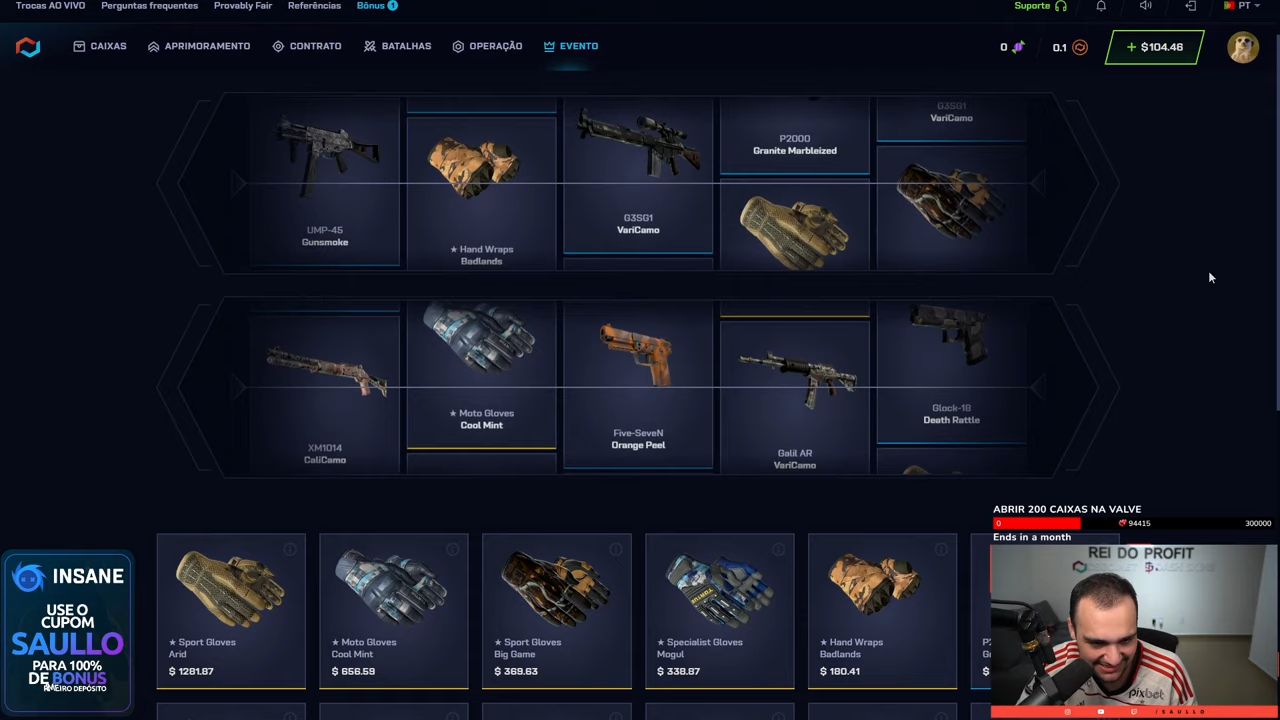 Trocas AO VIVO Perguntas frequentes Provably Fair Referências Bônus 1 Suporte PT
CAIXAS APRIMORAMENTO CONTRATO BATALHAS OPERAÇÃO EVENTO 0 0.1 + $104.46
UMP-45
Gunsmoke
★ Hand Wraps
Badlands
G3SG1
VariCamo
P2000
Granite Marbleized
G3SG1
VariCamo
XM1014
CaliCamo
★ Moto Gloves
Cool Mint
Five-SeveN
Orange Peel
Galil AR
VariCamo
Glock-18
Death Rattle
★ Sport Gloves
Arid
$ 1281.87
★ Moto Gloves
Cool Mint
$ 656.59
★ Sport Gloves
Big Game
$ 369.63
★ Specialist Gloves
Mogul
$ 338.87
★ Hand Wraps
Badlands
$ 180.41
INSANE
USE O
CUPOM
SAULLO
PARA 100%
DE BONUS
ABRIR 200 CAIXAS NA VALVE
0 94415 300000
Ends in a month
REI DO PROFIT
pixbet
/SAULLO